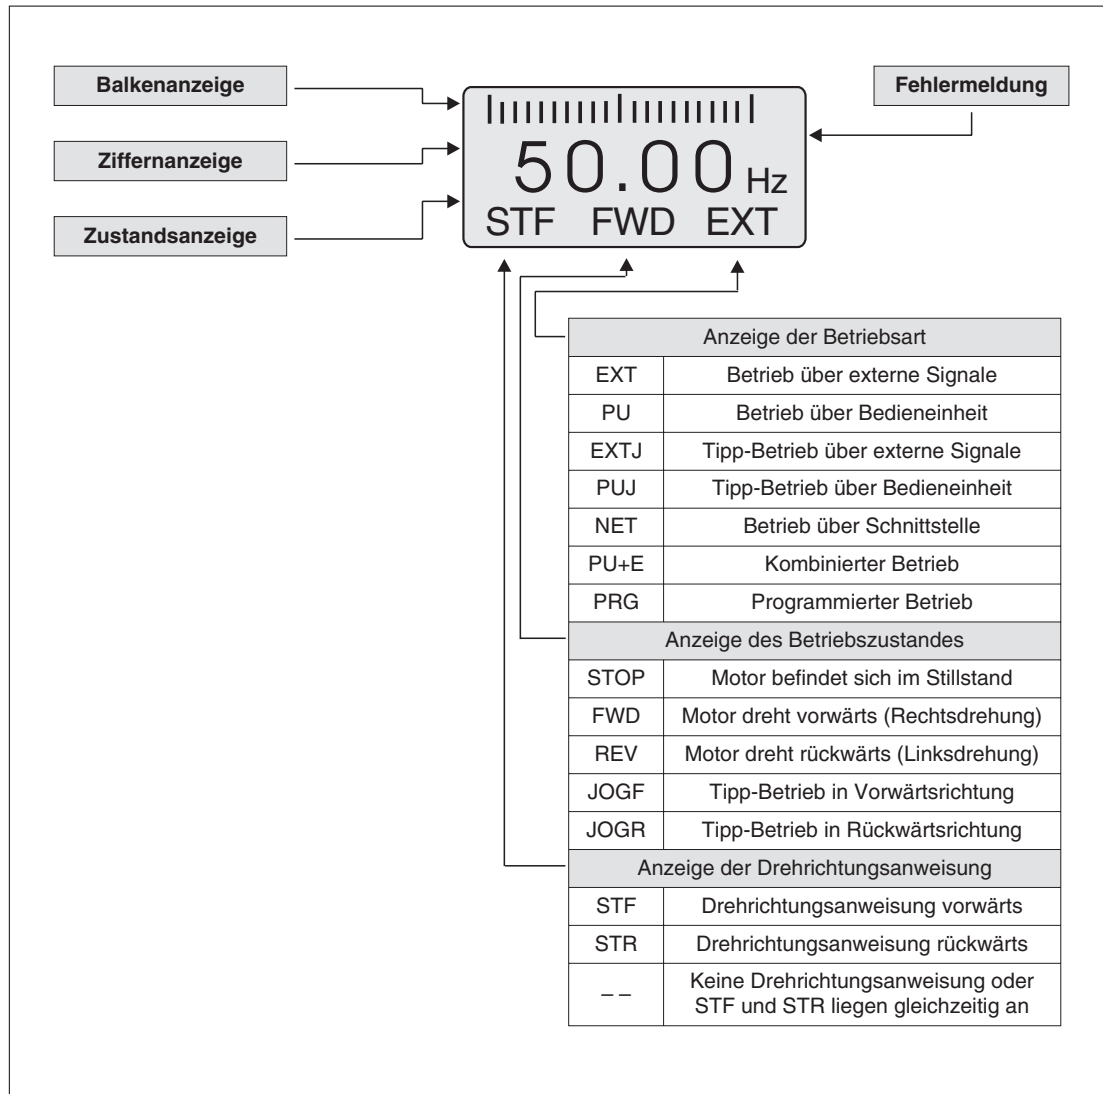 Balkenanzeige
Ziffernanzeige
Zustandsanzeige
Fehlermeldung
50.00 Hz
STF FWD EXT
Anzeige der Betriebsart
EXT Betrieb über externe Signale
PU Betrieb über Bedieneinheit
EXTJ Tipp-Betrieb über externe Signale
PUJ Tipp-Betrieb über Bedieneinheit
NET Betrieb über Schnittstelle
PU+E Kombinierter Betrieb
PRG Programmierter Betrieb
Anzeige des Betriebszustandes
STOP Motor befindet sich im Stillstand
FWD Motor dreht vorwärts (Rechtsdrehung)
REV Motor dreht rückwärts (Linksdrehung)
JOGF Tipp-Betrieb in Vorwärtsrichtung
JOGR Tipp-Betrieb in Rückwärtsrichtung
Anzeige der Drehrichtungsanweisung
STF Drehrichtungsanweisung vorwärts
STR Drehrichtungsanweisung rückwärts
– – Keine Drehrichtungsanweisung oder
STF und STR liegen gleichzeitig an